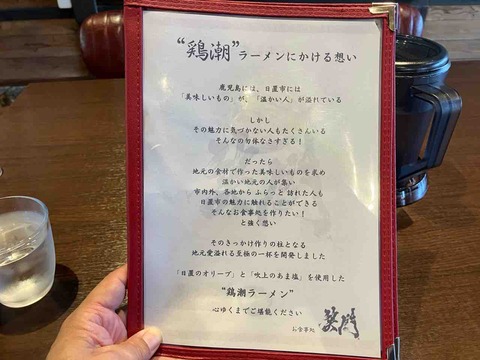 “鶏潮”ラーメンにかける想い
鹿児島には、日置市には
「美味しいもの」が、「温かい人」が溢れている
しかし
その魅力に気づかない人もたくさんいる
そんなの勿体なさすぎる！
だったら
地元の食材で作った美味しいものを求め
温かい地元の人が集い
市内外、各地から ふらっと 訪れた人も
日置市の魅力に触れることができる
そんなお食事処を作りたい！
と強く想い
そのきっかけ作りの柱となる
地元愛溢れる至極の一杯を開発しました
「日置のオリーブ」と「吹上のあま塩」を使用した
“鶏潮ラーメン”
心ゆくまでご堪能ください
お食事処